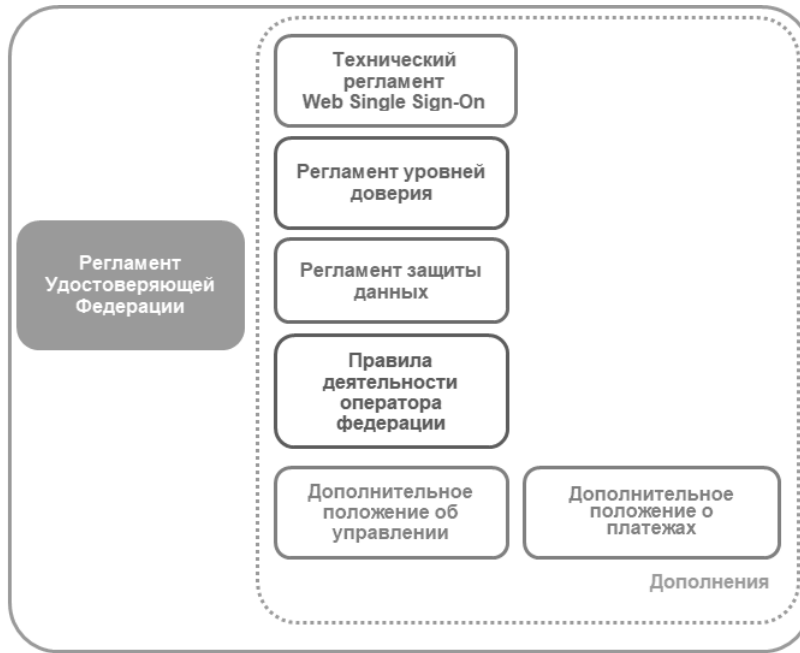 Технический
регламент
Web Single Sign-On
Регламент уровней
доверия
Регламент
Удостоверяющей
Федерации
Регламент защиты
данных
Правила
деятельности
оператора
федерации
Дополнительное
положение об
управлении
Дополнительное
положение о
платежах
Дополнения